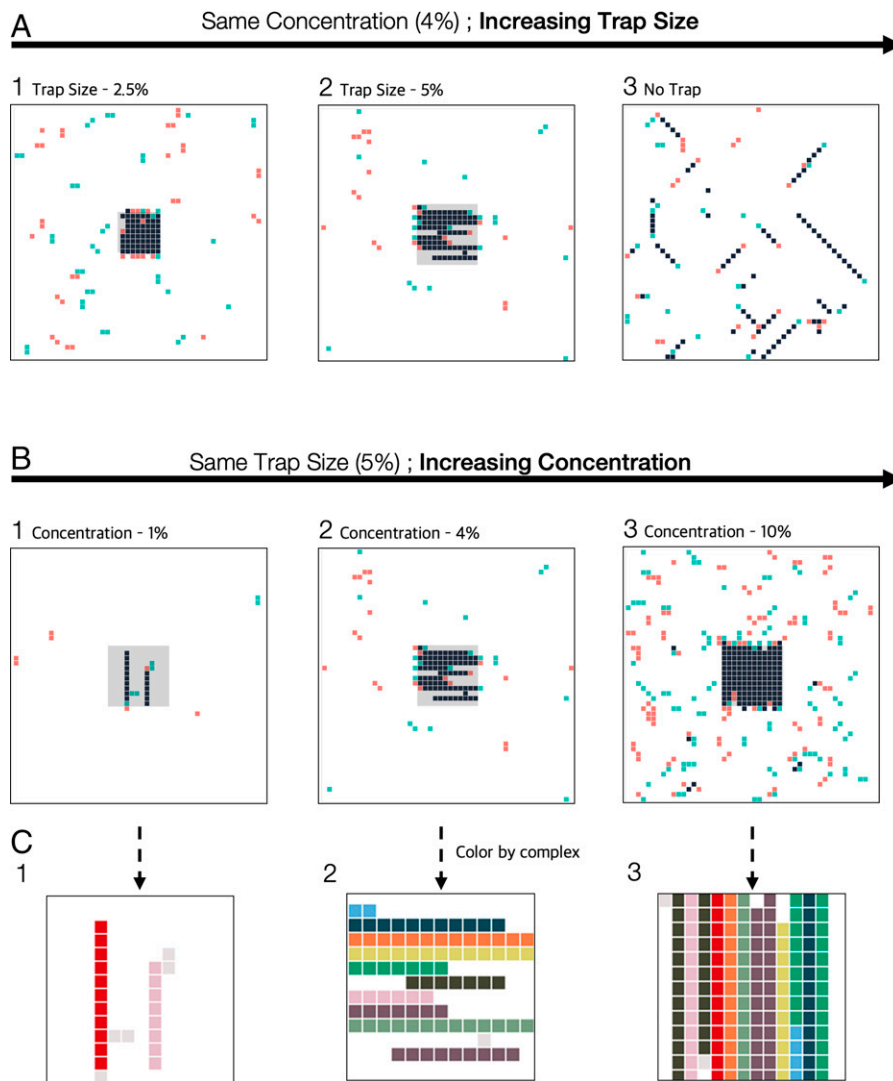 A
Same Concentration (4%) ; Increasing Trap Size
1 Trap Size - 2.5%
2 Trap Size - 5%
3 No Trap
B
Same Trap Size (5%) ; Increasing Concentration
1 Concentration - 1%
2 Concentration - 4%
3 Concentration - 10%
C
Color by complex
1
2
3